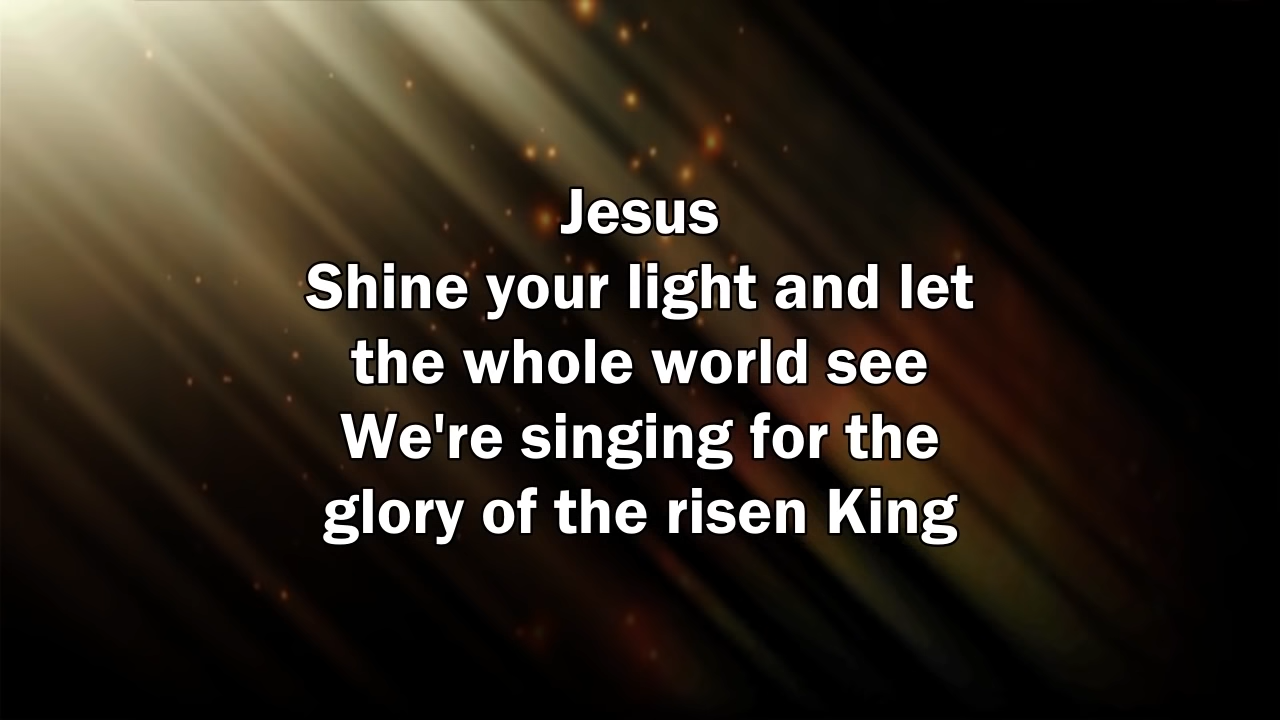 Jesus
Shine your light and let
the whole world see
We're singing for the
glory of the risen King